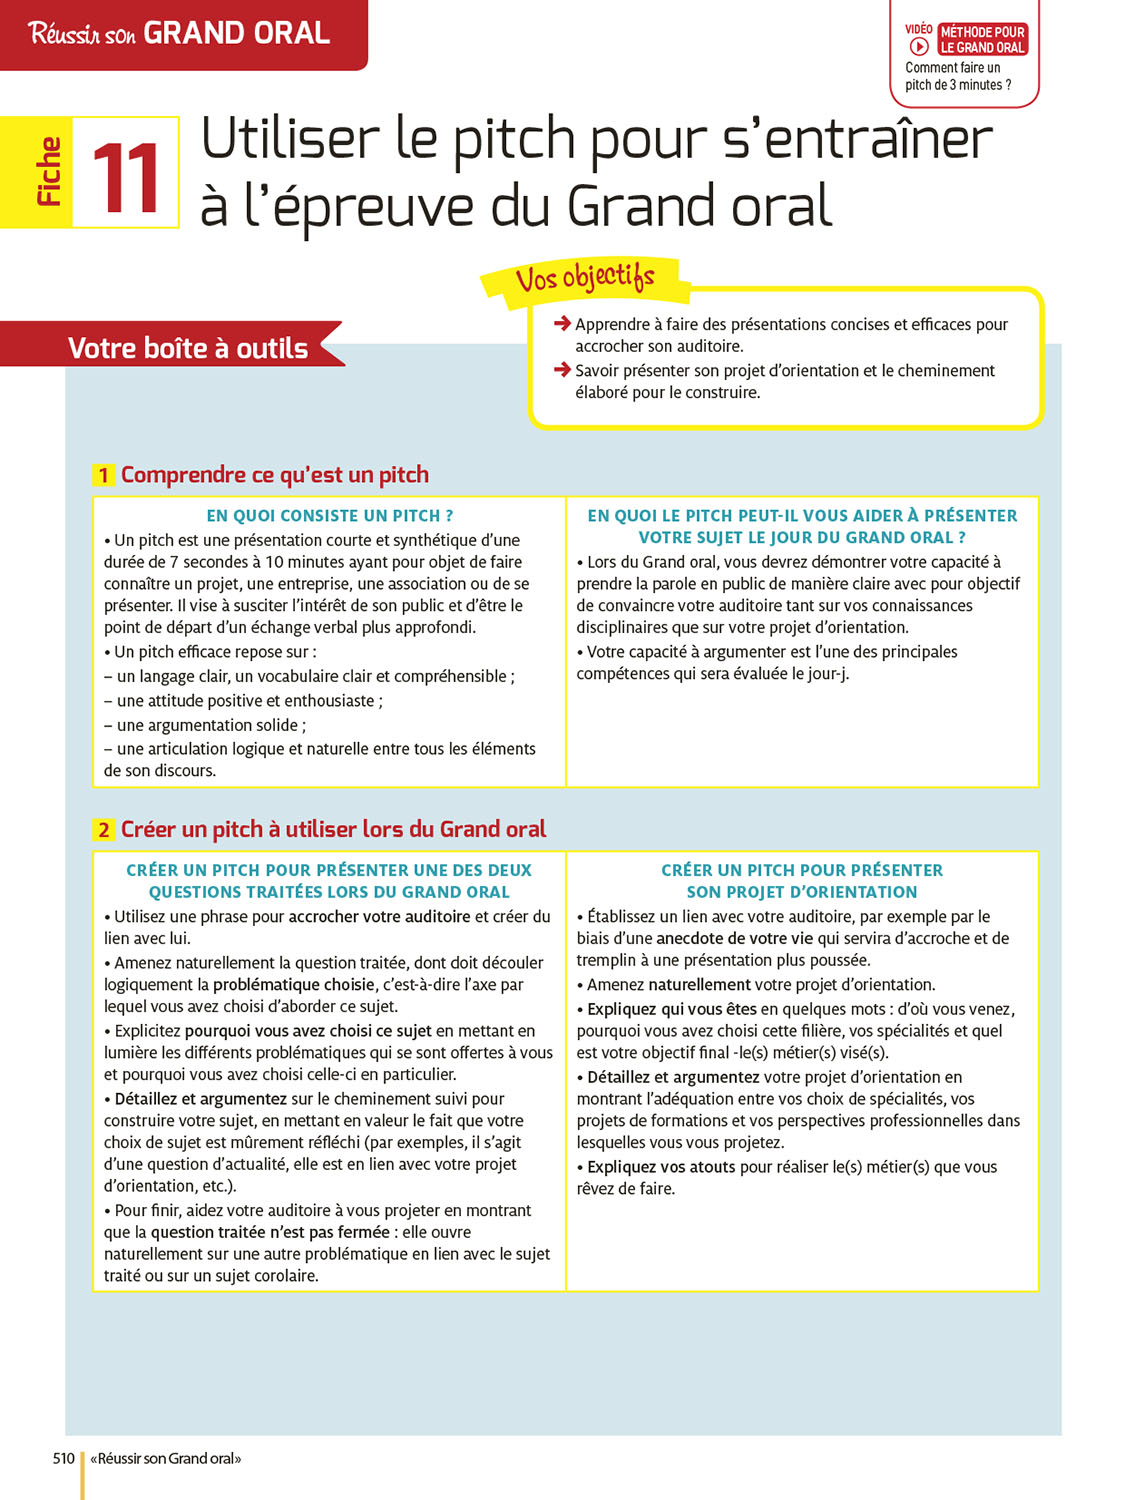 Réussir son GRAND ORAL
VIDÉO
MÉTHODE POUR
LE GRAND ORAL
Comment faire un
pitch de 3 minutes ?
Fiche
11
Utiliser le pitch pour s'entraîner
à l'épreuve du Grand oral
Vos objectifs
Apprendre à faire des présentations concises et efficaces pour
accrocher son auditoire.
Savoir présenter son projet d'orientation et le cheminement
élaboré pour le construire.
Votre boîte à outils
1 Comprendre ce qu'est un pitch
EN QUOI CONSISTE UN PITCH ?
• Un pitch est une présentation courte et synthétique d'une
durée de 7 secondes à 10 minutes ayant pour objet de faire
connaître un projet, une entreprise, une association ou de se
présenter. Il vise à susciter l'intérêt de son public et d'être le
point de départ d'un échange verbal plus approfondi.
• Un pitch efficace repose sur :
– un langage clair, un vocabulaire clair et compréhensible ;
– une attitude positive et enthousiaste ;
– une argumentation solide ;
– une articulation logique et naturelle entre tous les éléments
de son discours.
EN QUOI LE PITCH PEUT-IL VOUS AIDER À PRÉSENTER
VOTRE SUJET LE JOUR DU GRAND ORAL ?
• Lors du Grand oral, vous devrez démontrer votre capacité à
prendre la parole en public de manière claire avec pour objectif
de convaincre votre auditoire tant sur vos connaissances
disciplinaires que sur votre projet d'orientation.
• Votre capacité à argumenter est l'une des principales
compétences qui sera évaluée le jour-j.
2 Créer un pitch à utiliser lors du Grand oral
CRÉER UN PITCH POUR PRÉSENTER UNE DES DEUX
QUESTIONS TRAITÉES LORS DU GRAND ORAL
• Utilisez une phrase pour accrocher votre auditoire et créer du
lien avec lui.
• Amenez naturellement la question traitée, dont doit découler
logiquement la problématique choisie, c'est-à-dire l'axe par
lequel vous avez choisi d'aborder ce sujet.
• Explicitez pourquoi vous avez choisi ce sujet en mettant en
lumière les différents problématiques qui se sont offertes à vous
et pourquoi vous avez choisi celle-ci en particulier.
• Détaillez et argumentez sur le cheminement suivi pour
construire votre sujet, en mettant en valeur le fait que votre
choix de sujet est mûrement réfléchi (par exemples, il s'agit
d'une question d'actualité, elle est en lien avec votre projet
d'orientation, etc.).
• Pour finir, aidez votre auditoire à vous projeter en montrant
que la question traitée n'est pas fermée : elle ouvre
naturellement sur une autre problématique en lien avec le sujet
traité ou sur un sujet corolaire.
CRÉER UN PITCH POUR PRÉSENTER
SON PROJET D'ORIENTATION
• Établissez un lien avec votre auditoire, par exemple par le
biais d'une anecdote de votre vie qui servira d'accroche et de
tremplin à une présentation plus poussée.
• Amenez naturellement votre projet d'orientation.
• Expliquez qui vous êtes en quelques mots : d'où vous venez,
pourquoi vous avez choisi cette filière, vos spécialités et quel
est votre objectif final -le(s) métier(s) visé(s).
• Détaillez et argumentez votre projet d'orientation en
montrant l'adéquation entre vos choix de spécialités, vos
projets de formations et vos perspectives professionnelles dans
lesquelles vous vous projetez.
• Expliquez vos atouts pour réaliser le(s) métier(s) que vous
rêvez de faire.
510
«Réussir son Grand oral»